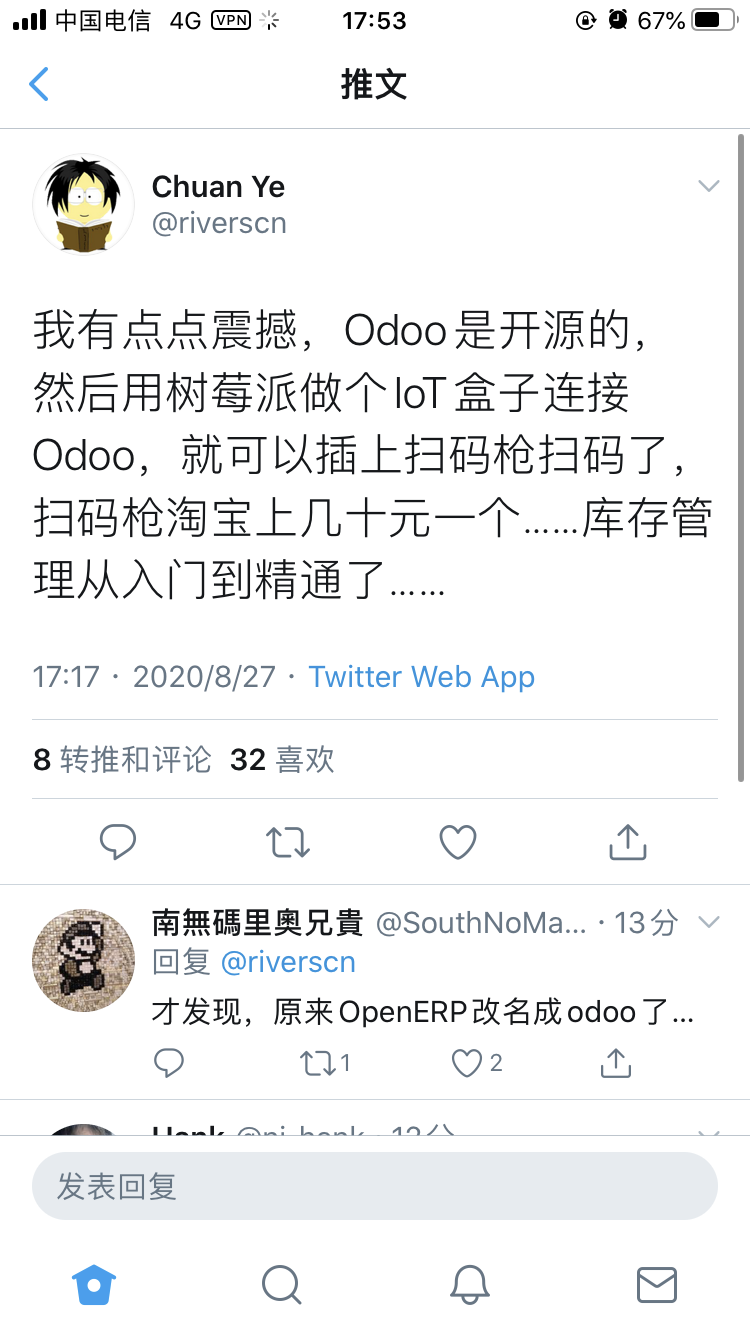 中国电信 4G VPN 17:53 67%
推文
Chuan Ye
@riverscn
我有点点震撼，Odoo是开源的，
然后用树莓派做个IoT盒子连接
Odoo，就可以插上扫码枪扫码了，
扫码枪淘宝上几十元一个……库存管
理从入门到精通了……
17:17 · 2020/8/27 · Twitter Web App
8 转推和评论 32 喜欢
南無碼里奧兄貴 @SouthNoMa... · 13分
回复 @riverscn
才发现，原来OpenERP改名成odoo了...
1 2
发表回复